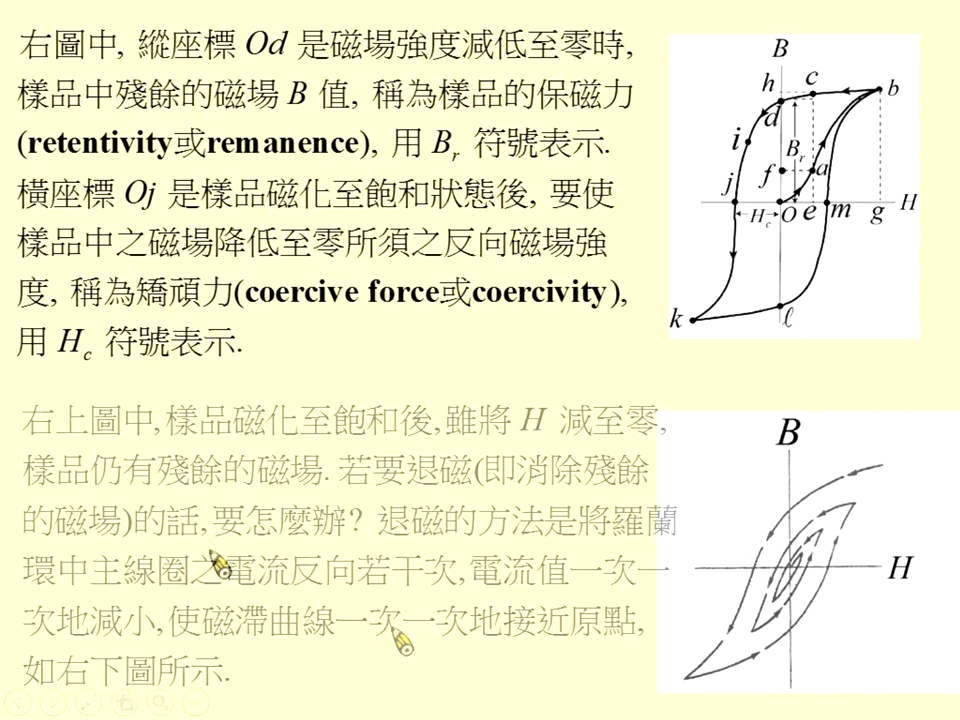 右圖中, 縱座標 Od 是磁場強度減低至零時,
樣品中殘餘的磁場 B 值, 稱為樣品的保磁力
(retentivity或remanence), 用 Br 符號表示.
橫座標 Oj 是樣品磁化至飽和狀態後, 要使
樣品中之磁場降低至零所須之反向磁場強
度, 稱為矯頑力(coercive force或coercivity),
用 Hc 符號表示.
B
h c b
d
i
Br
f a
j
Hc O e m g H
k ℓ
右上圖中,樣品磁化至飽和後,雖將 H 減至零,
樣品仍有殘餘的磁場. 若要退磁(即消除殘餘
的磁場)的話,要怎麼辦? 退磁的方法是將羅蘭
環中主線圈之電流反向若干次,電流值一次一
次地減小,使磁滯曲線一次一次地接近原點,
如右下圖所示.
B
H